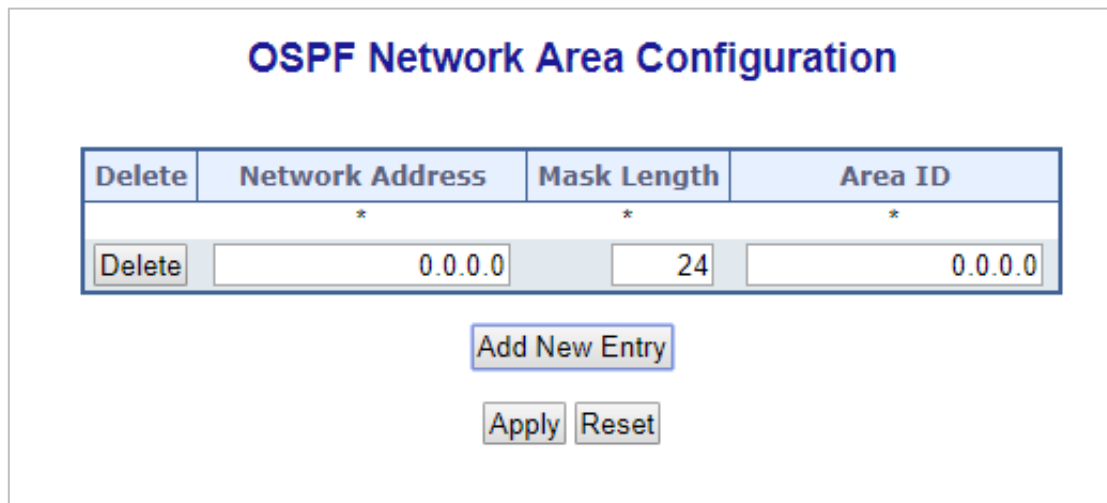 OSPF Network Area Configuration
Delete Network Address Mask Length Area ID
* * *
Delete 0.0.0.0 24 0.0.0.0
Add New Entry
Apply Reset